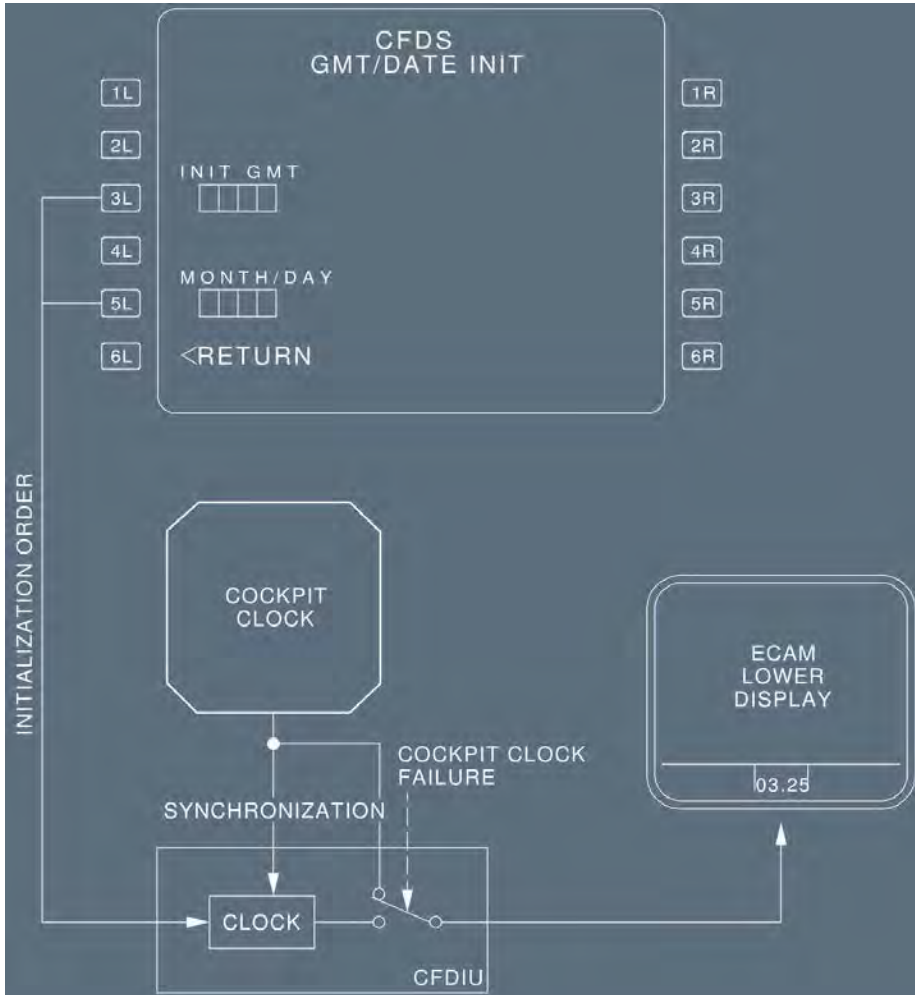 CFDS
GMT/DATE INIT
1L
1R
2L
2R
INIT GMT
3L
3R
4L
4R
MONTH/DAY
5L
5R
6L
<RETURN
6R
INITIALIZATION ORDER
COCKPIT
CLOCK
ECAM
LOWER
DISPLAY
03.25
COCKPIT CLOCK
FAILURE
SYNCHRONIZATION
CLOCK
CFDIU